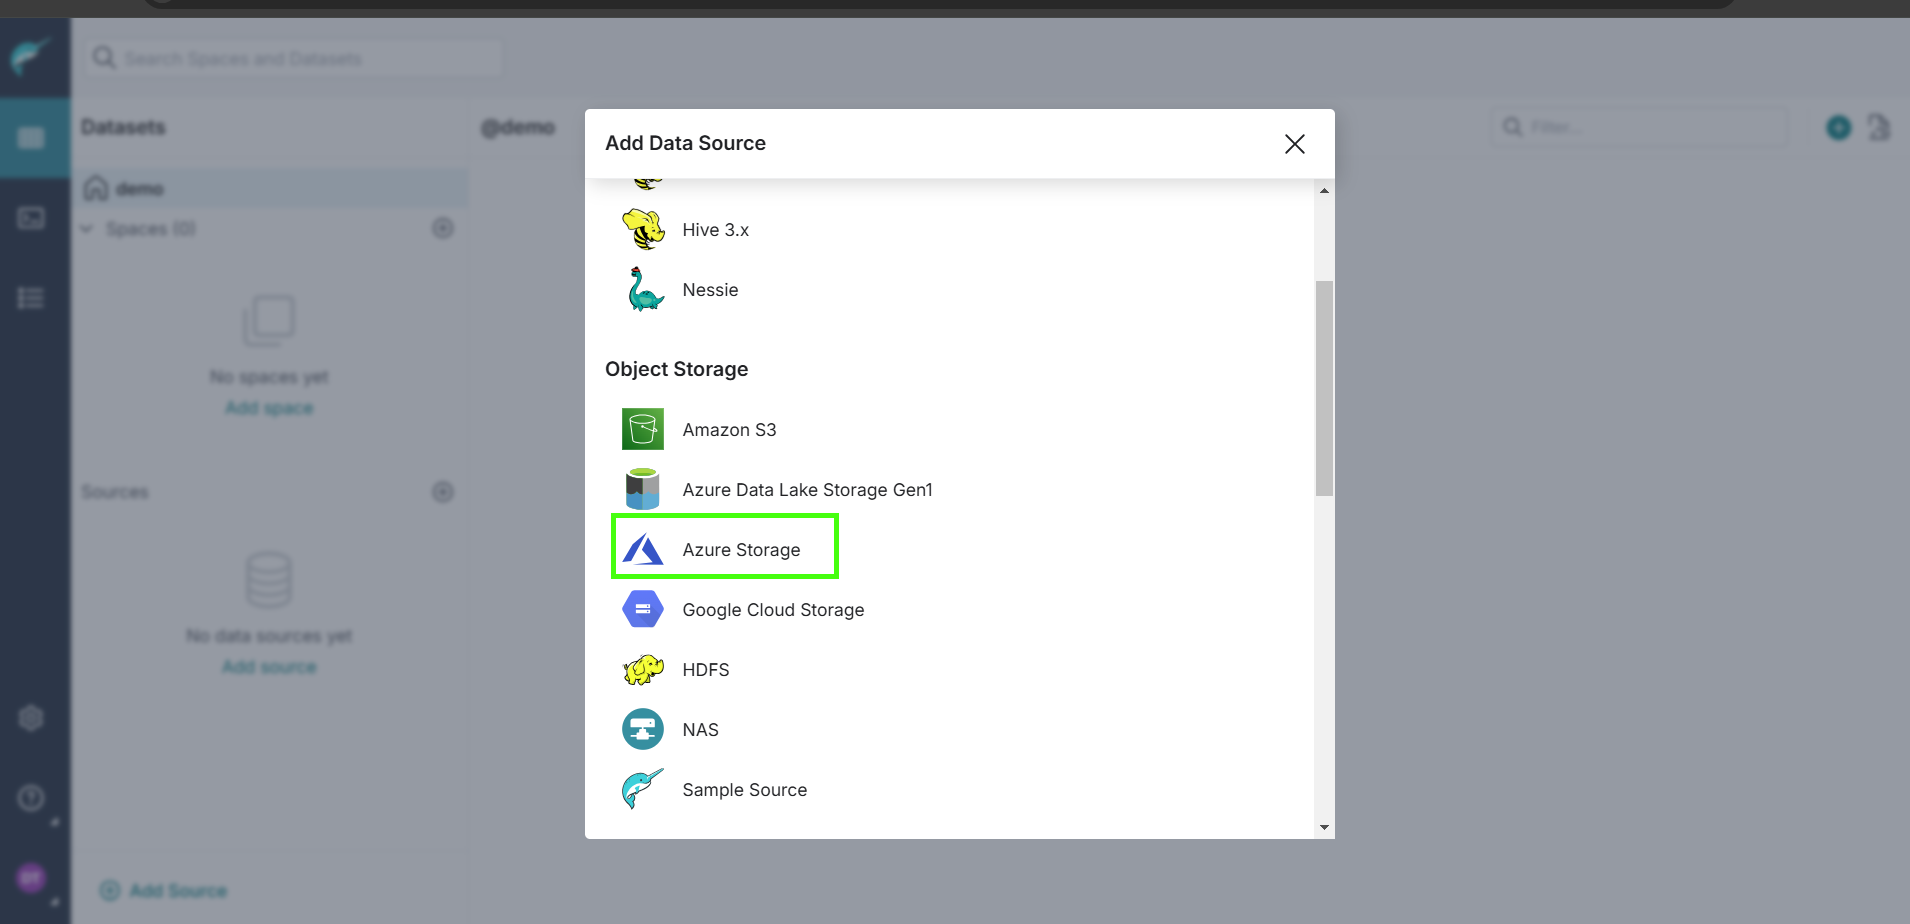 Search Spaces and Datasets
Datasets
@demo
Filter...
demo
Spaces (0)
No spaces yet
Add space
Sources
No data sources yet
Add source
Add Source
DT
Add Data Source
Hive 3.x
Nessie
Object Storage
Amazon S3
Azure Data Lake Storage Gen1
Azure Storage
Google Cloud Storage
HDFS
NAS
Sample Source